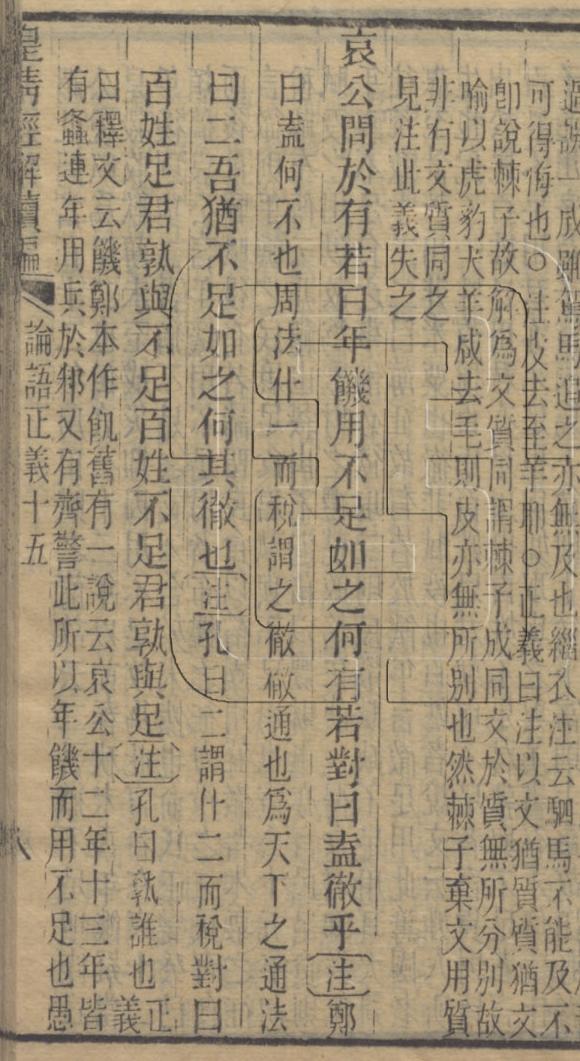 過誤一成雖駕馬追之亦無及也緇衣注云駟馬不能及不
可得悔也○注皮去至羊耶○正義曰注以文猶質質猶文
卽說棘子故解爲文質同謂棘子成同文於質無所分別故
喻以虎豹犬羊成去毛則皮亦無所別也然棘子棄文用質
非有文質同之
見注此義失之
哀公問於有若曰年饑用不足如之何有若對曰盍徹乎注鄭
曰盍何不也周法什一而稅謂之徹徹通也爲天下之通法
曰二吾猶不足如之何其徹也注孔曰二謂什二而稅對曰
百姓足君孰與不足百姓不足君孰與足注孔曰孰誰也正
義
曰釋文云饑鄭本作飢舊有一說云哀公十二年十三年皆
有螽連年用兵於邾又有齊警此所以年饑而用不足也愚
皇淸經解續編
論語正義十五